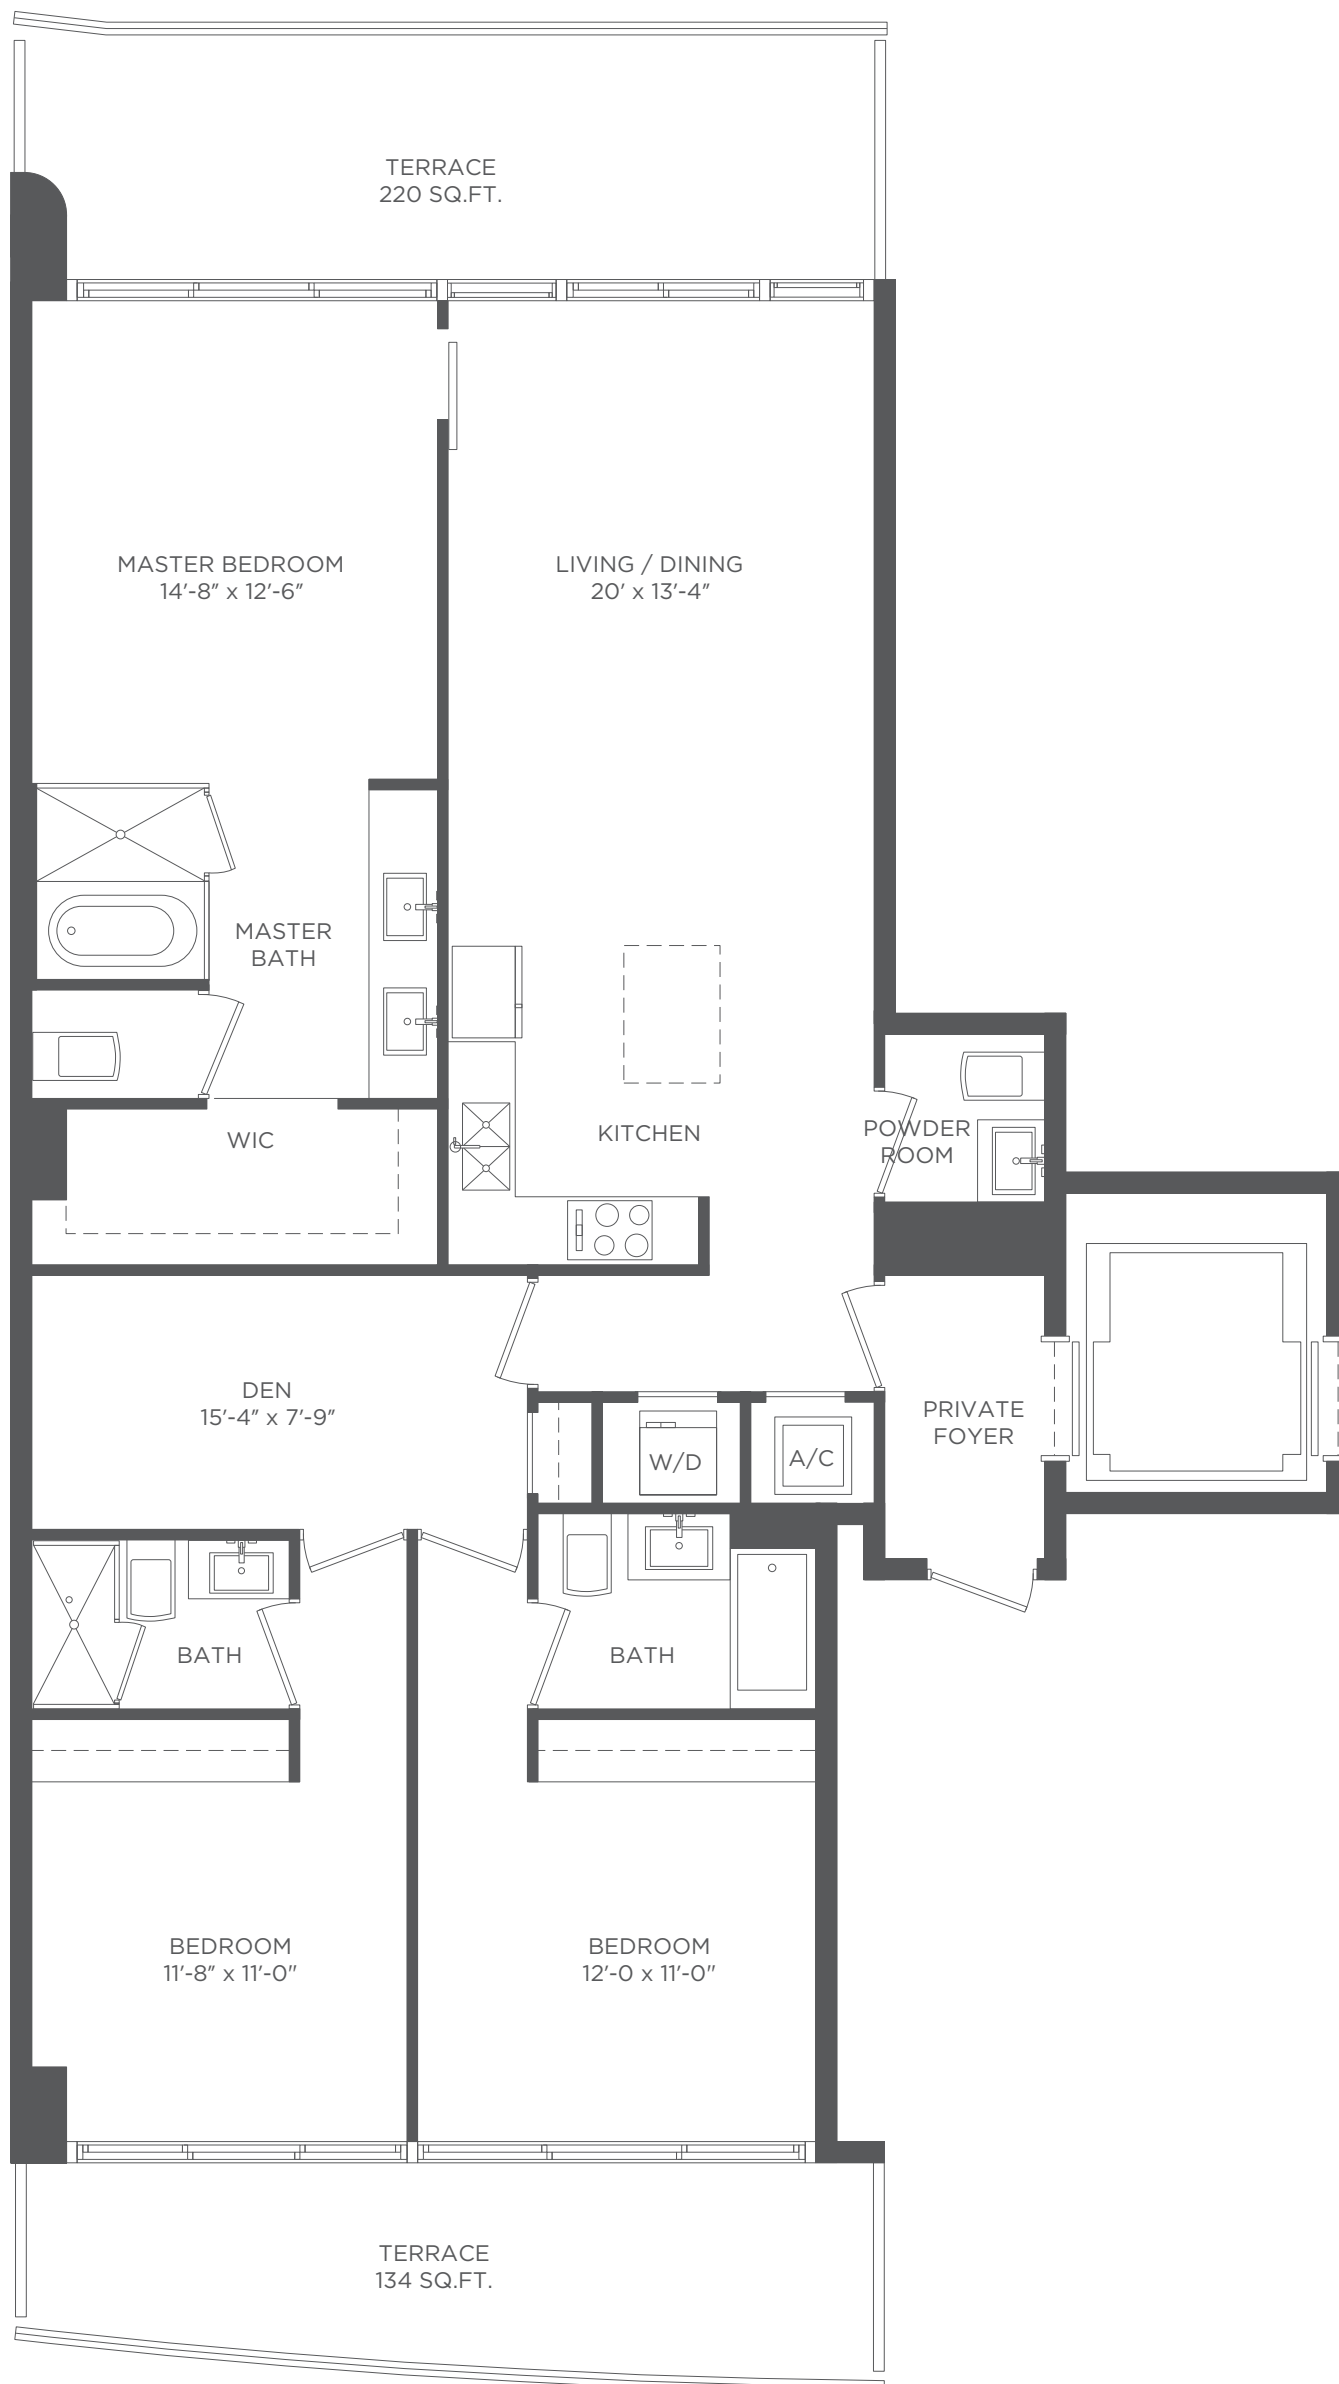 TERRACE
220 SQ.FT.
MASTER BEDROOM
14'-8" x 12'-6"
LIVING / DINING
20' x 13'-4"
MASTER
BATH
WIC
KITCHEN
POWDER
ROOM
DEN
15'-4" x 7'-9"
W/D
A/C
PRIVATE
FOYER
BATH
BATH
BEDROOM
11'-8" x 11'-0"
BEDROOM
12'-0 x 11'-0"
TERRACE
134 SQ.FT.